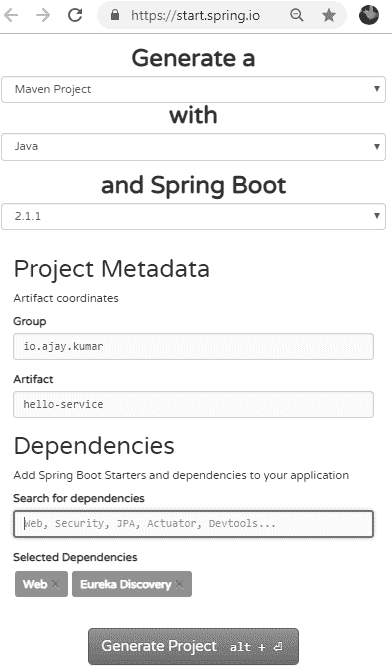 https://start.spring.io
Generate a
Maven Project
with
Java
and Spring Boot
2.1.1
Project Metadata
Artifact coordinates
Group
io.ajay.kumar
Artifact
hello-service
Dependencies
Add Spring Boot Starters and dependencies to your application
Search for dependencies
Web, Security, JPA, Actuator, Devtools...
Selected Dependencies
Web × Eureka Discovery ×
Generate Project alt + ⏎